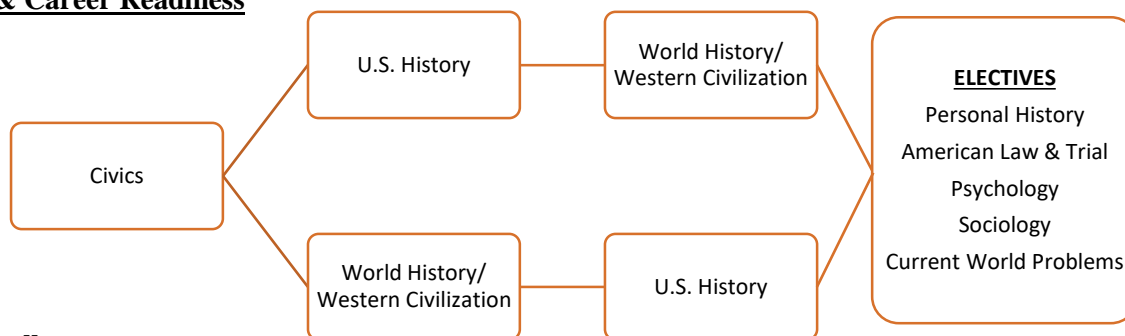 & Career Readiness
U.S. History
World History/
Western Civilization
Civics
World History/
Western Civilization
U.S. History
ELECTIVES
Personal History
American Law & Trial
Psychology
Sociology
Current World Problems